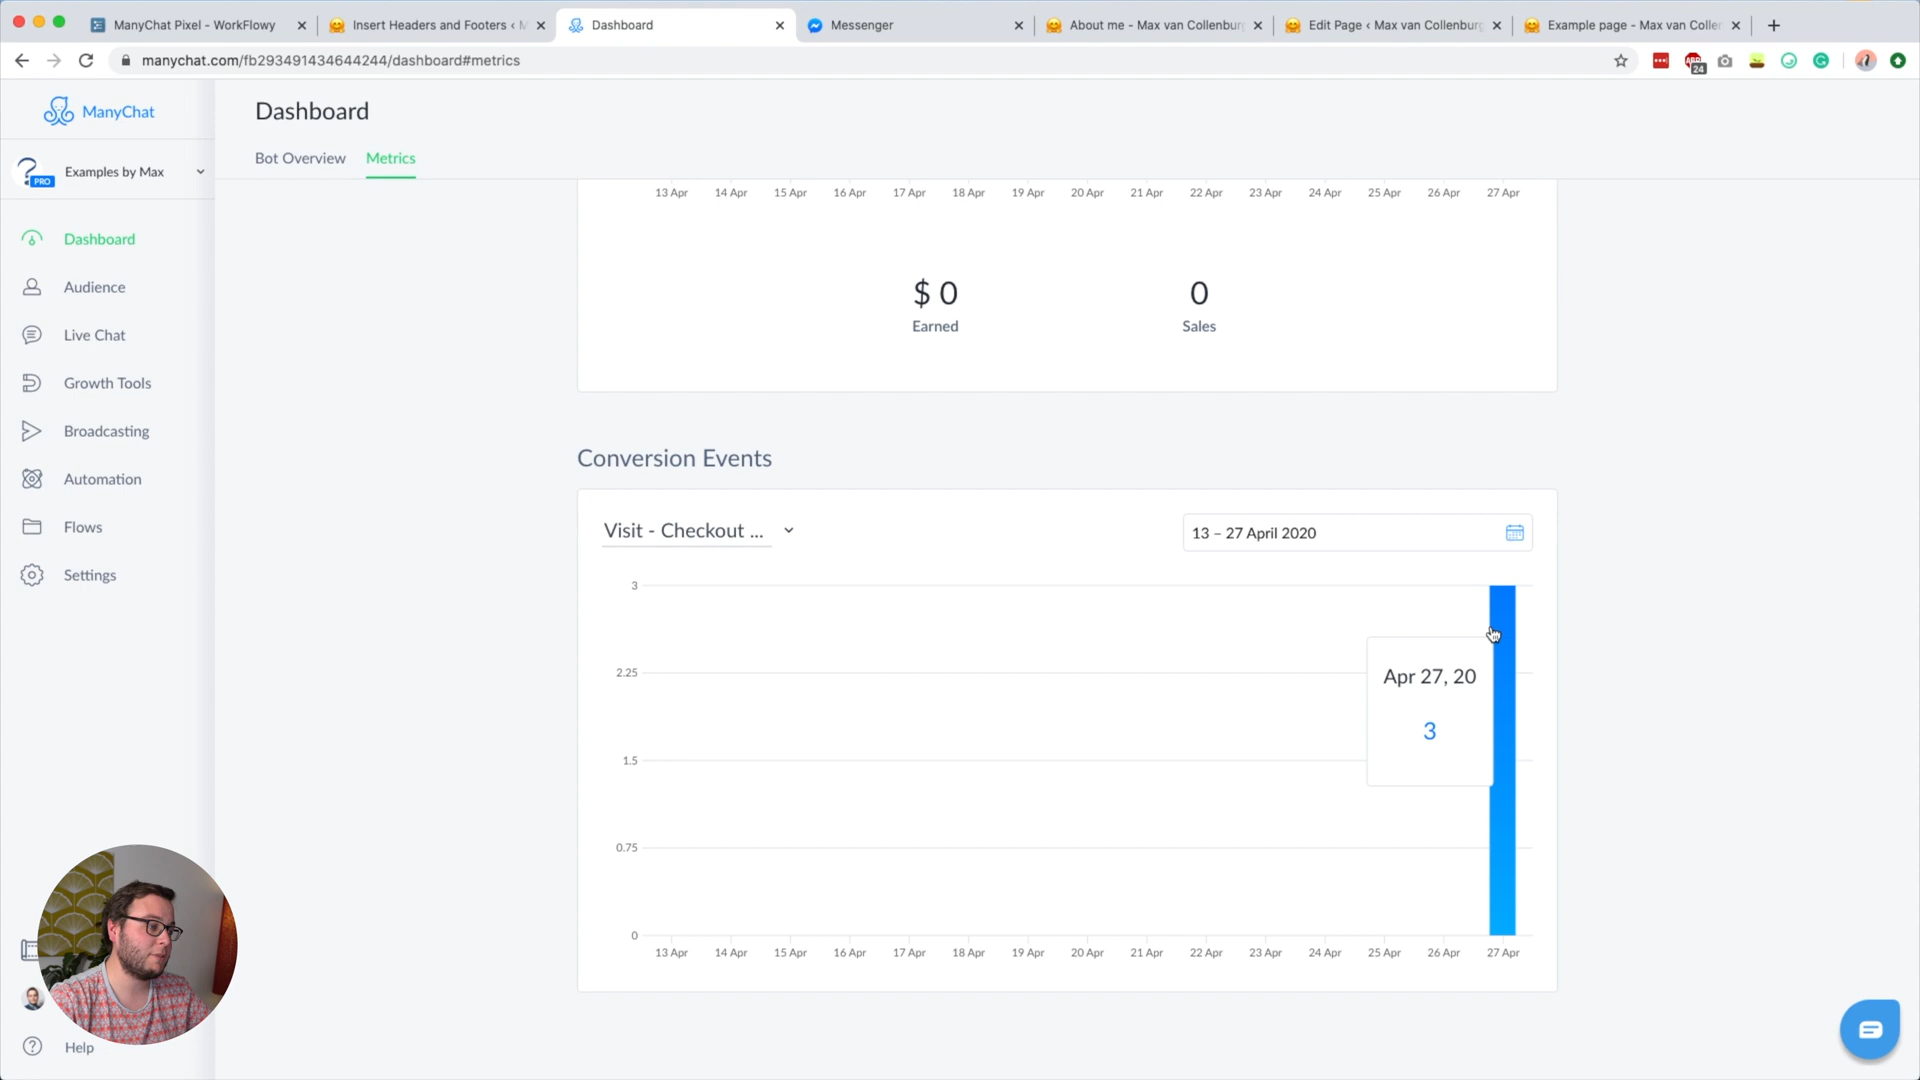 ManyChat Pixel - WorkFlowy
Insert Headers and Footers ‹ M
Dashboard
Messenger
About me - Max van Collenburg
Edit Page ‹ Max van Collenburg
Example page - Max van Coller
manychat.com/fb293491434644244/dashboard#metrics
24
ManyChat
Dashboard
PRO
Examples by Max
Bot Overview
Metrics
Dashboard
Audience
Live Chat
Growth Tools
Broadcasting
Automation
Flows
Settings
Help
13 Apr 14 Apr 15 Apr 16 Apr 17 Apr 18 Apr 19 Apr 20 Apr 21 Apr 22 Apr 23 Apr 24 Apr 25 Apr 26 Apr 27 Apr
$ 0
Earned
0
Sales
Conversion Events
Visit - Checkout ...
13 – 27 April 2020
3
2.25
1.5
0.75
0
Apr 27, 20
3
13 Apr 14 Apr 15 Apr 16 Apr 17 Apr 18 Apr 19 Apr 20 Apr 21 Apr 22 Apr 23 Apr 24 Apr 25 Apr 26 Apr 27 Apr